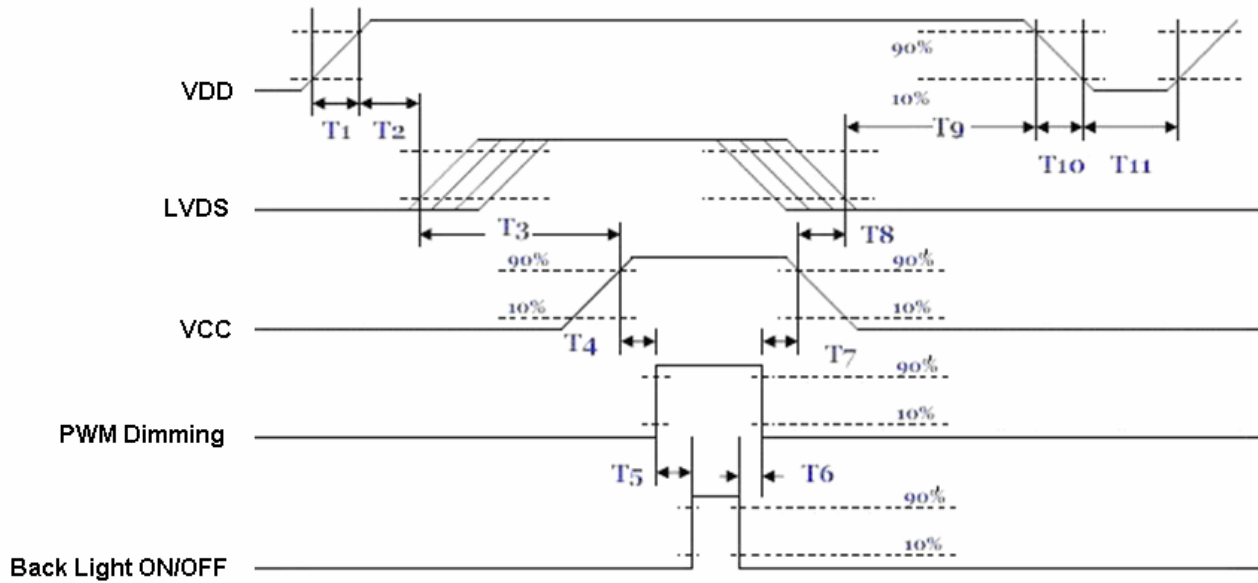 90%
VDD
10%
T1
T2
T9
T10
T11
LVDS
T3
T8
90%
90%
10%
10%
VCC
T4
T7
90%
10%
PWM Dimming
T5
T6
90%
10%
Back Light ON/OFF